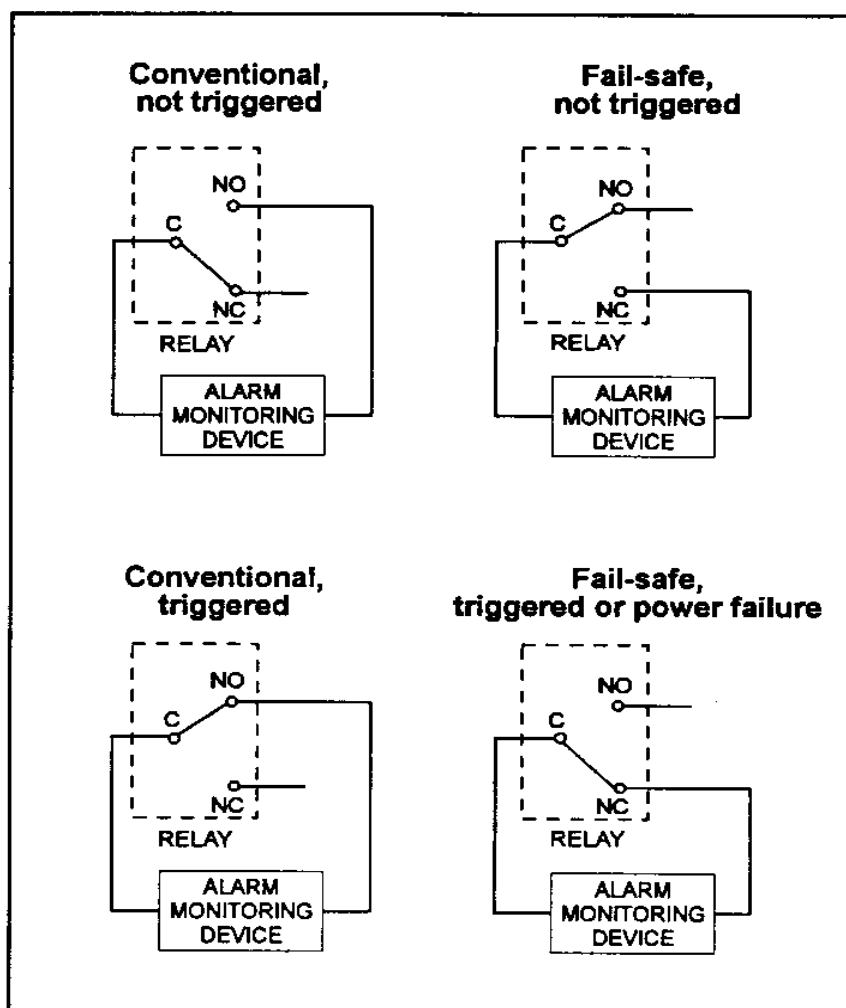 Conventional,
not triggered
NO
C
NC
RELAY
ALARM
MONITORING
DEVICE
Fail-safe,
not triggered
NO
C
NC
RELAY
ALARM
MONITORING
DEVICE
Conventional,
triggered
NO
C
NC
RELAY
ALARM
MONITORING
DEVICE
Fail-safe,
triggered or power failure
NO
C
NC
RELAY
ALARM
MONITORING
DEVICE